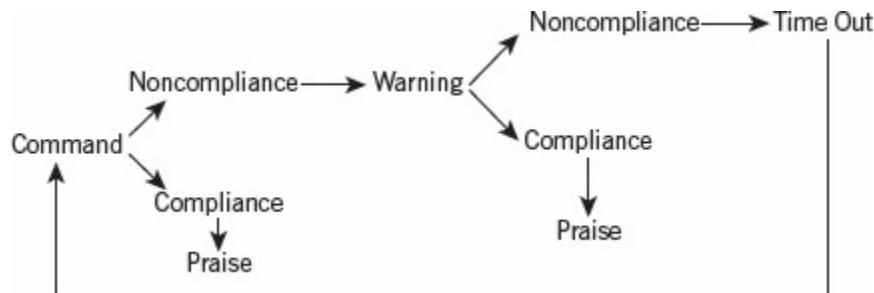 Noncompliance Time Out
Noncompliance Warning
Command Compliance
Compliance
Praise
Praise